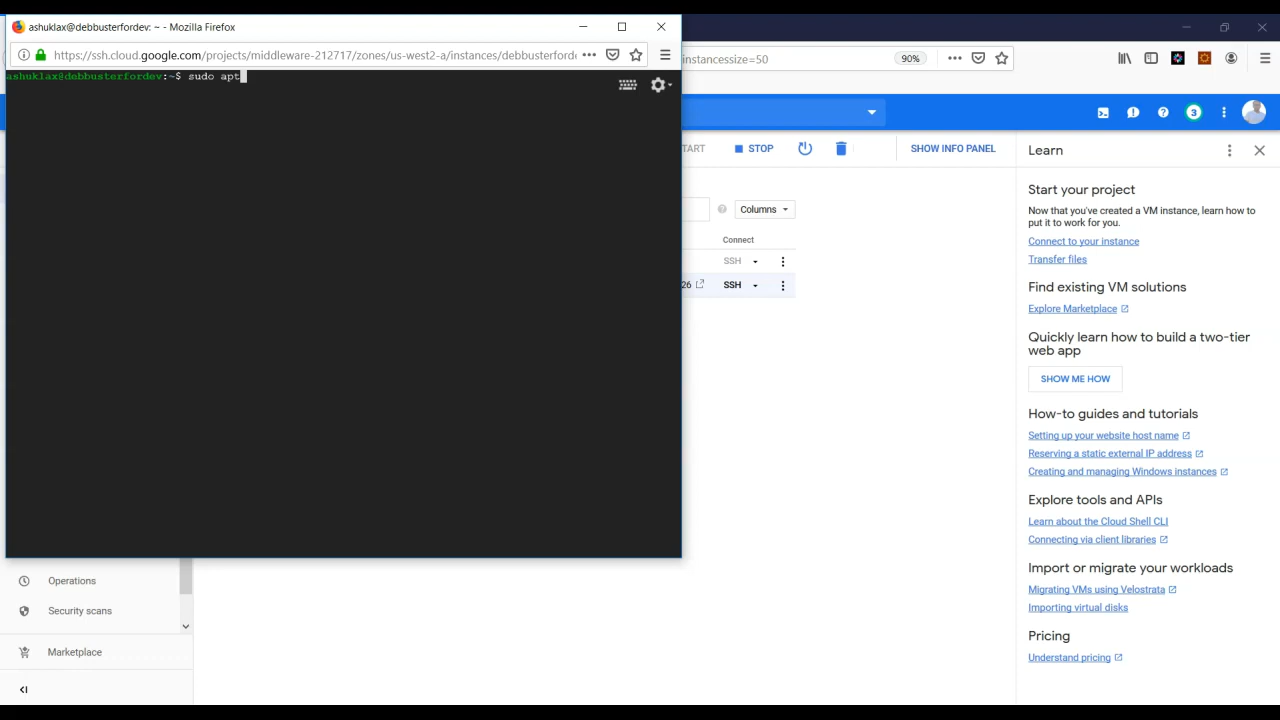 ashuklax@debbusterfordev: ~ - Mozilla Firefox
https://ssh.cloud.google.com/projects/middleware-212717/zones/us-west2-a/instances/debbusterforde
ashuklax@debbusterfordev:~$ sudo apt
instancessize=50
90%
3
TART
STOP
SHOW INFO PANEL
Columns
Connect
SSH
26
SSH
Learn
Start your project
Now that you've created a VM instance, learn how to
put it to work for you.
Connect to your instance
Transfer files
Find existing VM solutions
Explore Marketplace
Quickly learn how to build a two-tier
web app
SHOW ME HOW
How-to guides and tutorials
Setting up your website host name
Reserving a static external IP address
Creating and managing Windows instances
Explore tools and APIs
Learn about the Cloud Shell CLI
Connecting via client libraries
Import or migrate your workloads
Migrating VMs using Velostrata
Importing virtual disks
Pricing
Understand pricing
Operations
Security scans
Marketplace